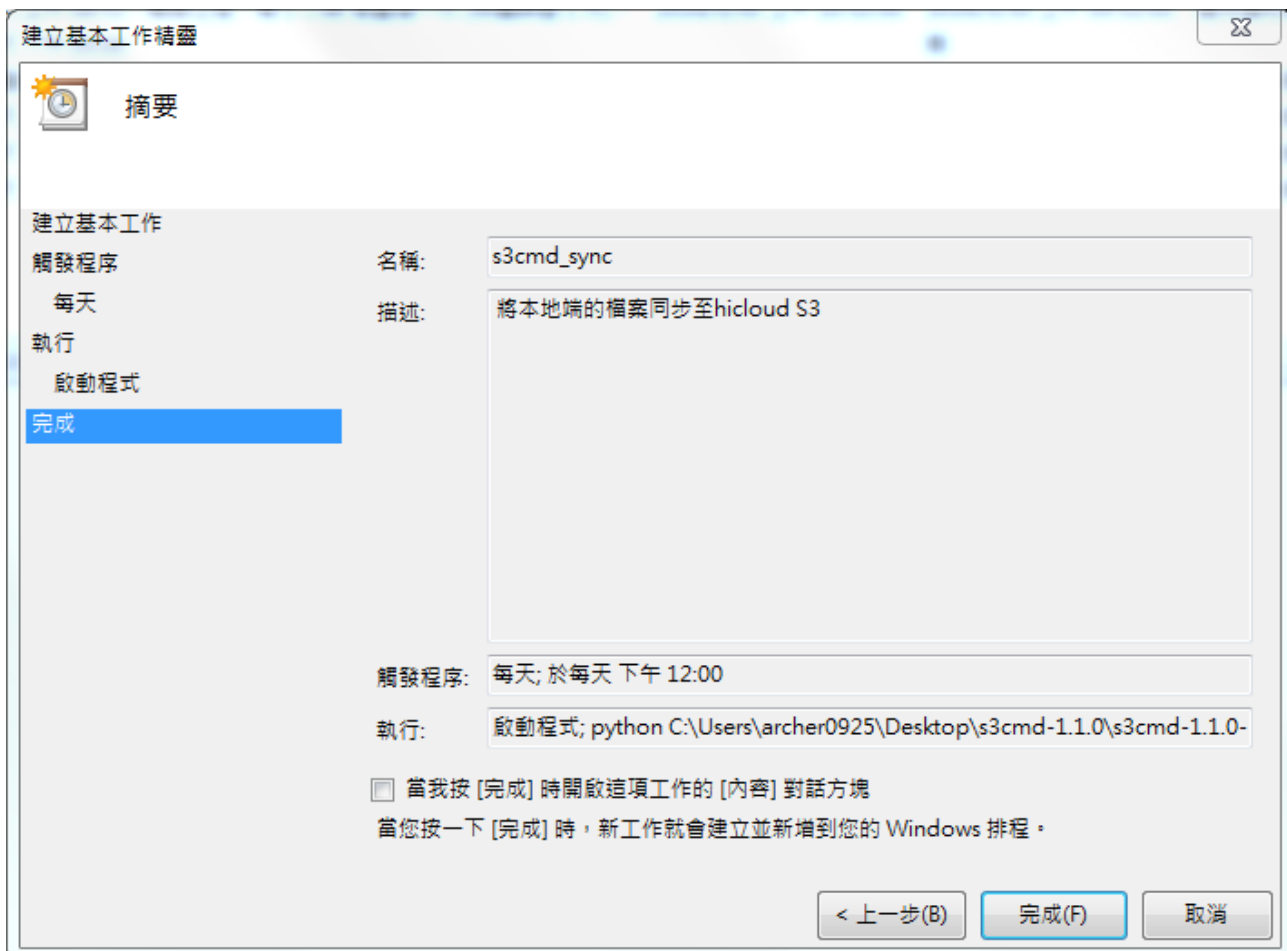 建立基本工作精靈
摘要
建立基本工作
觸發程序
每天
執行
啟動程式
完成
名稱: s3cmd_sync
描述: 將本地端的檔案同步至hicloud S3
觸發程序: 每天; 於每天 下午 12:00
執行: 啟動程式; python C:\Users\archer0925\Desktop\s3cmd-1.1.0\s3cmd-1.1.0-
當我按 [完成] 時開啟這項工作的 [內容] 對話方塊
當您按一下 [完成] 時，新工作就會建立並新增到您的 Windows 排程。
< 上一步(B) 完成(F) 取消